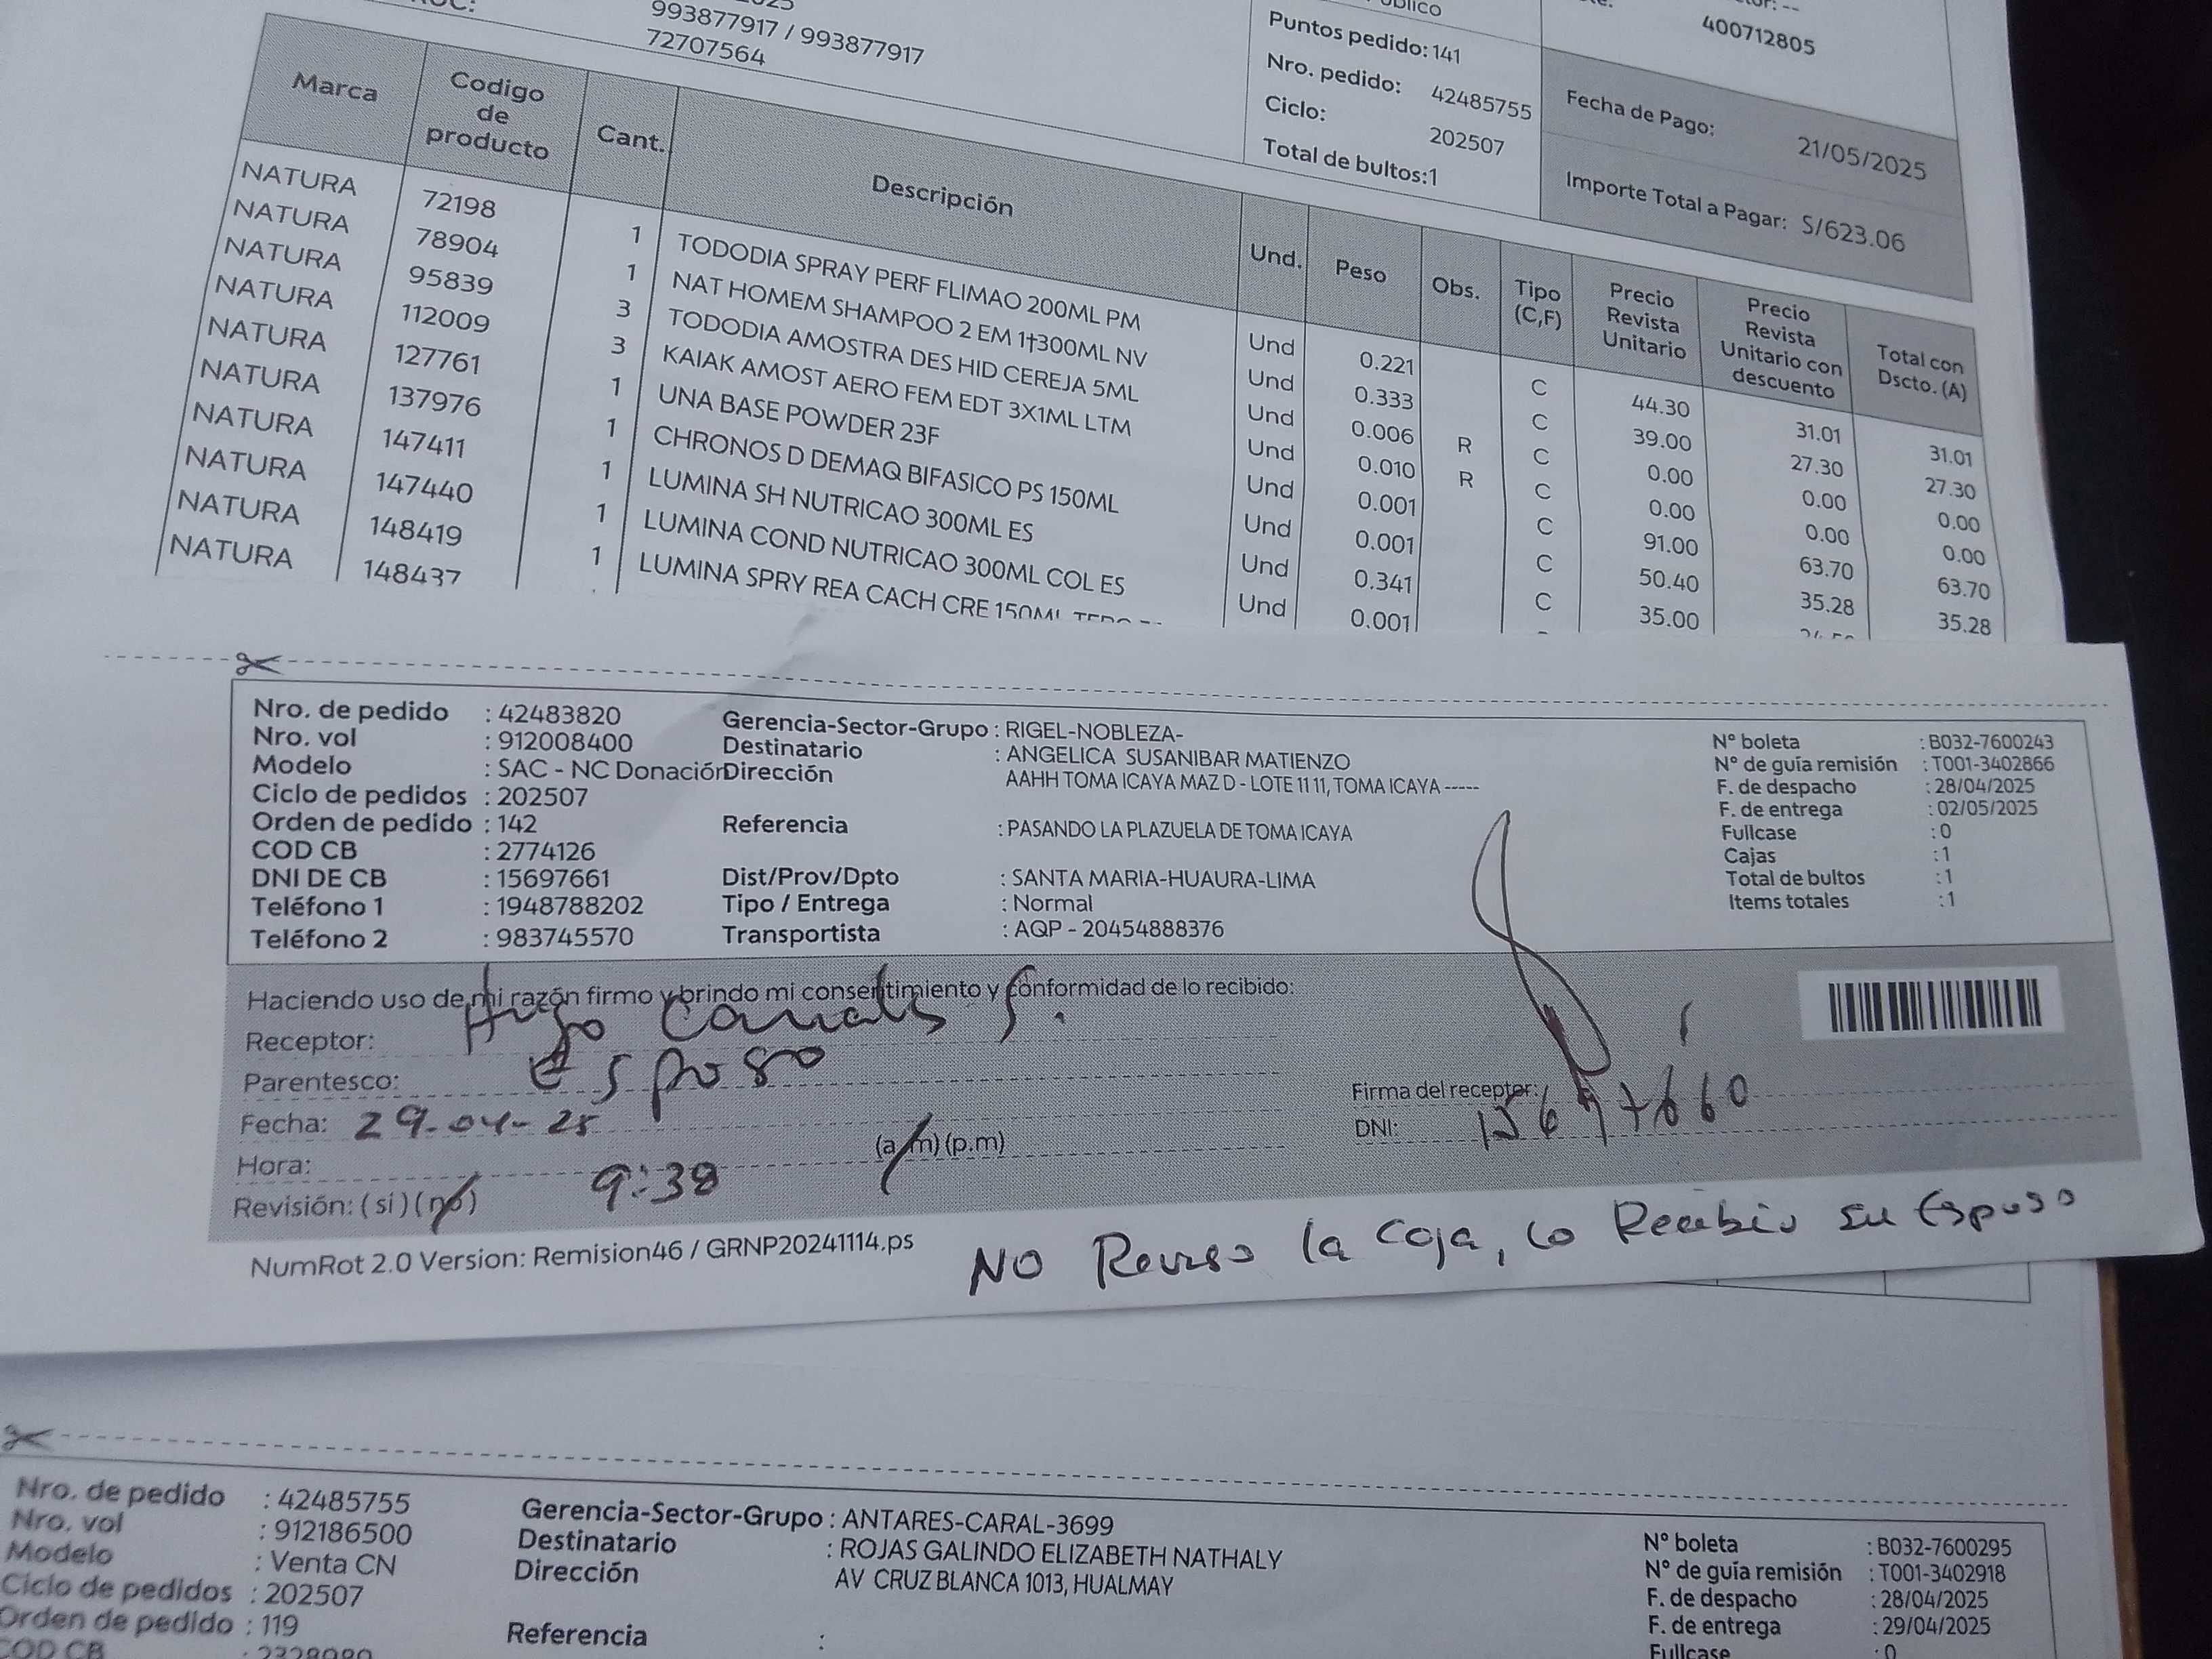 993877917 / 993877917
72707564
Puntos pedido: 141
Nro. pedido: 42485755
Ciclo: 202507
Total de bultos:1
400712805
Fecha de Pago: 21/05/2025
Importe Total a Pagar: S/623.06
Marca Codigo de producto Cant. Descripción Und. Peso Obs. Tipo (C,F) Precio Revista Unitario Precio Revista Unitario con descuento Total con Dscto. (A)
NATURA 72198 1 TODODIA SPRAY PERF FLIMAO 200ML PM Und 0.221 C 44.30 31.01 31.01
NATURA 78904 1 NAT HOMEM SHAMPOO 2 EM 1†300ML NV Und 0.333 C 39.00 27.30 27.30
NATURA 95839 3 TODODIA AMOSTRA DES HID CEREJA 5ML Und 0.006 R C 0.00 0.00 0.00
NATURA 112009 3 KAIAK AMOST AERO FEM EDT 3X1ML LTM Und 0.010 R C 0.00 0.00 0.00
NATURA 127761 1 UNA BASE POWDER 23F Und 0.001 C 91.00 63.70 63.70
NATURA 137976 1 CHRONOS D DEMAQ BIFASICO PS 150ML Und 0.001 C 50.40 35.28 35.28
NATURA 147411 1 LUMINA SH NUTRICAO 300ML ES Und 0.341 C 35.00
NATURA 147440 1 LUMINA COND NUTRICAO 300ML COL ES Und 0.001
NATURA 148419 1 LUMINA SPRY REA CACH CRE 150ML
NATURA 148437
Nro. de pedido : 42483820 Gerencia-Sector-Grupo : RIGEL-NOBLEZA- N° boleta : B032-7600243
Nro. vol : 912008400 Destinatario : ANGELICA SUSANIBAR MATIENZO N° de guía remisión : T001-3402866
Modelo : SAC - NC Donación Dirección AAHH TOMA ICAYA MAZ D - LOTE 11 11, TOMA ICAYA ----- F. de despacho : 28/04/2025
Ciclo de pedidos : 202507 F. de entrega : 02/05/2025
Orden de pedido : 142 Referencia : PASANDO LA PLAZUELA DE TOMA ICAYA Fullcase : 0
COD CB : 2774126 Cajas : 1
DNI DE CB : 15697661 Dist/Prov/Dpto : SANTA MARIA-HUAURA-LIMA Total de bultos : 1
Teléfono 1 : 1948788202 Tipo / Entrega : Normal Items totales : 1
Teléfono 2 : 983745570 Transportista : AQP - 20454888376
Haciendo uso de mi razón firmo y brindo mi consentimiento y conformidad de lo recibido:
Receptor: Hugo
Parentesco: Esposo
Firma del receptor:
Fecha: 29-04-25
DNI: 15697660
Hora: 9:38 (a.m) (p.m)
Revisión: (si) (no)
NumRot 2.0 Version: Remision46 / GRNP20241114.ps
NO Reviso la Caja, lo Recibio su Esposo
Nro. de pedido : 42485755 Gerencia-Sector-Grupo : ANTARES-CARAL-3699 N° boleta : B032-7600295
Nro. vol : 912186500 Destinatario : ROJAS GALINDO ELIZABETH NATHALY N° de guía remisión : T001-3402918
Modelo : Venta CN Dirección AV CRUZ BLANCA 1013, HUALMAY F. de despacho : 28/04/2025
Ciclo de pedidos : 202507 F. de entrega : 29/04/2025
Orden de pedido : 119 Referencia : Fullcase : 0
COD CB